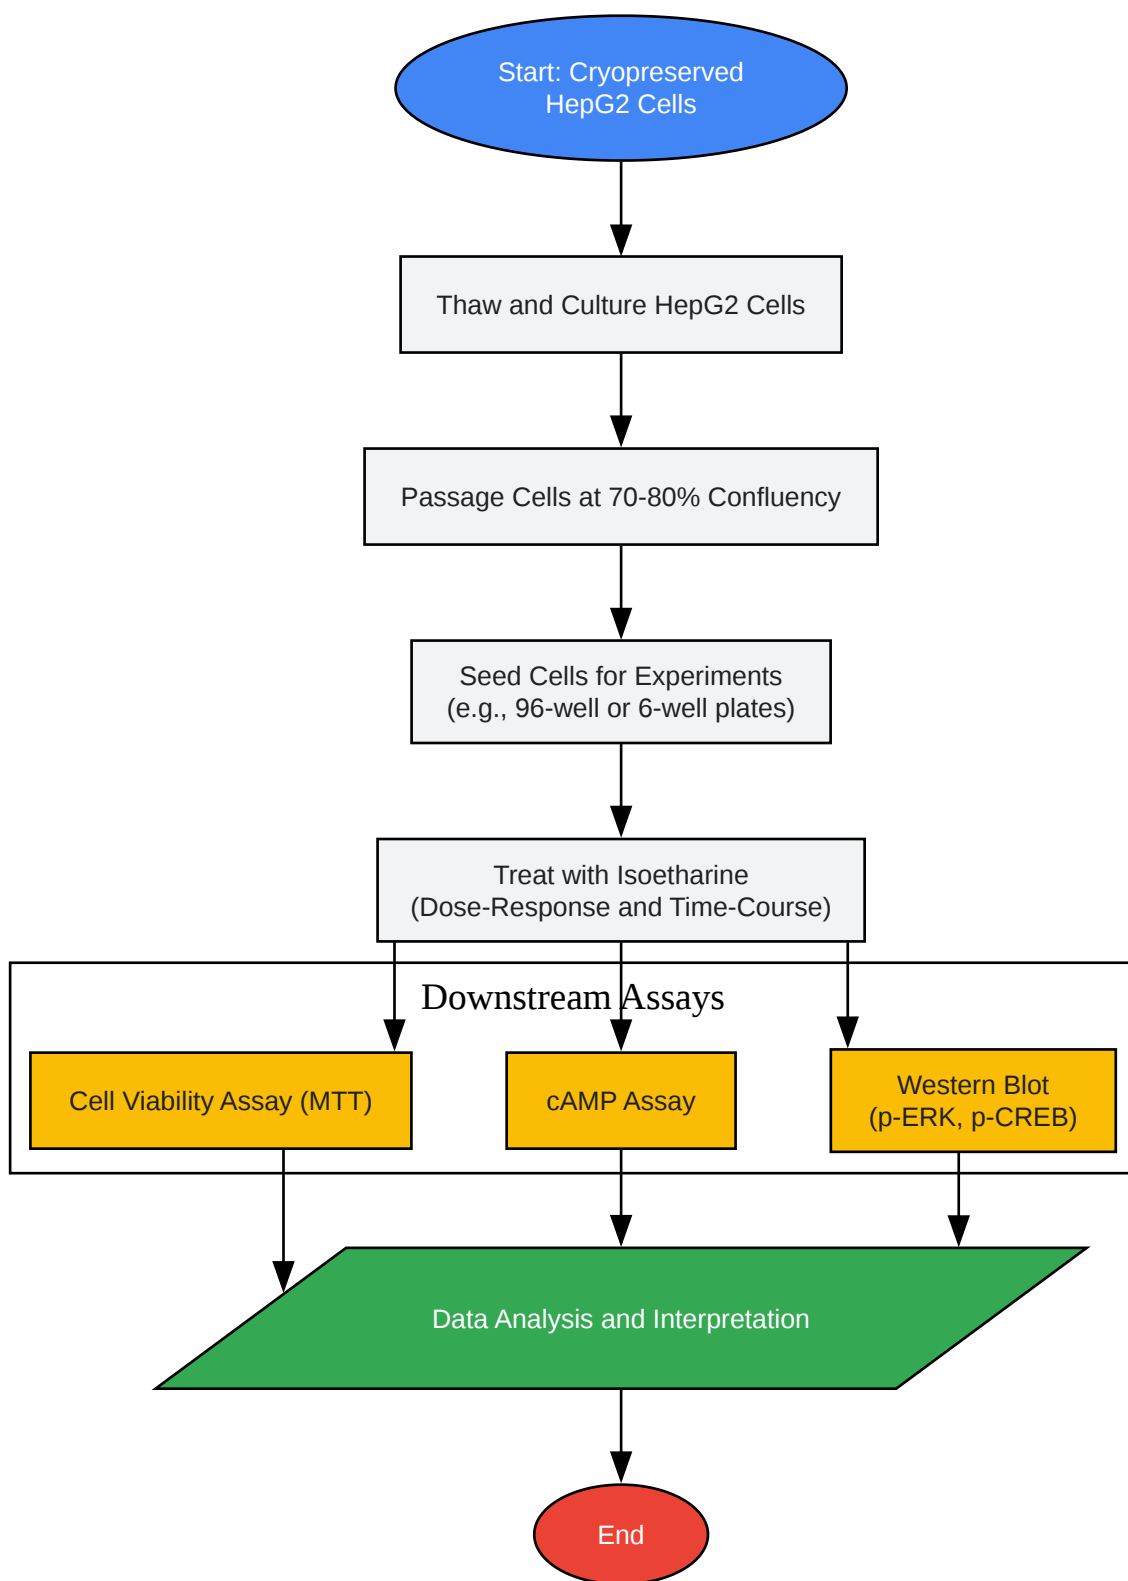 Start: Cryopreserved
HepG2 Cells
Thaw and Culture HepG2 Cells
Passage Cells at 70-80% Confluency
Seed Cells for Experiments
(e.g., 96-well or 6-well plates)
Treat with Isoetharine
(Dose-Response and Time-Course)
Downstream Assays
Cell Viability Assay (MTT)
cAMP Assay
Western Blot
(p-ERK, p-CREB)
Data Analysis and Interpretation
End